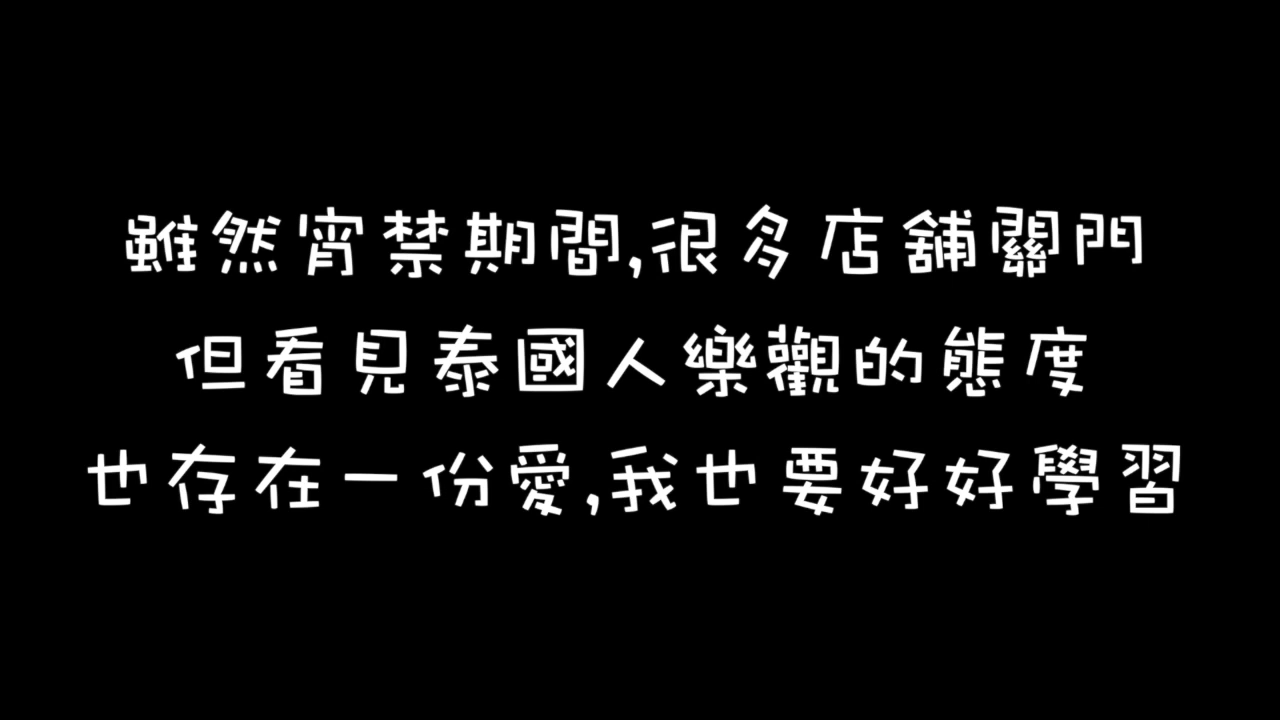 雖然宵禁期間,很多店舖關門
但看見泰國人樂觀的態度
也存在一份愛,我也要好好學習